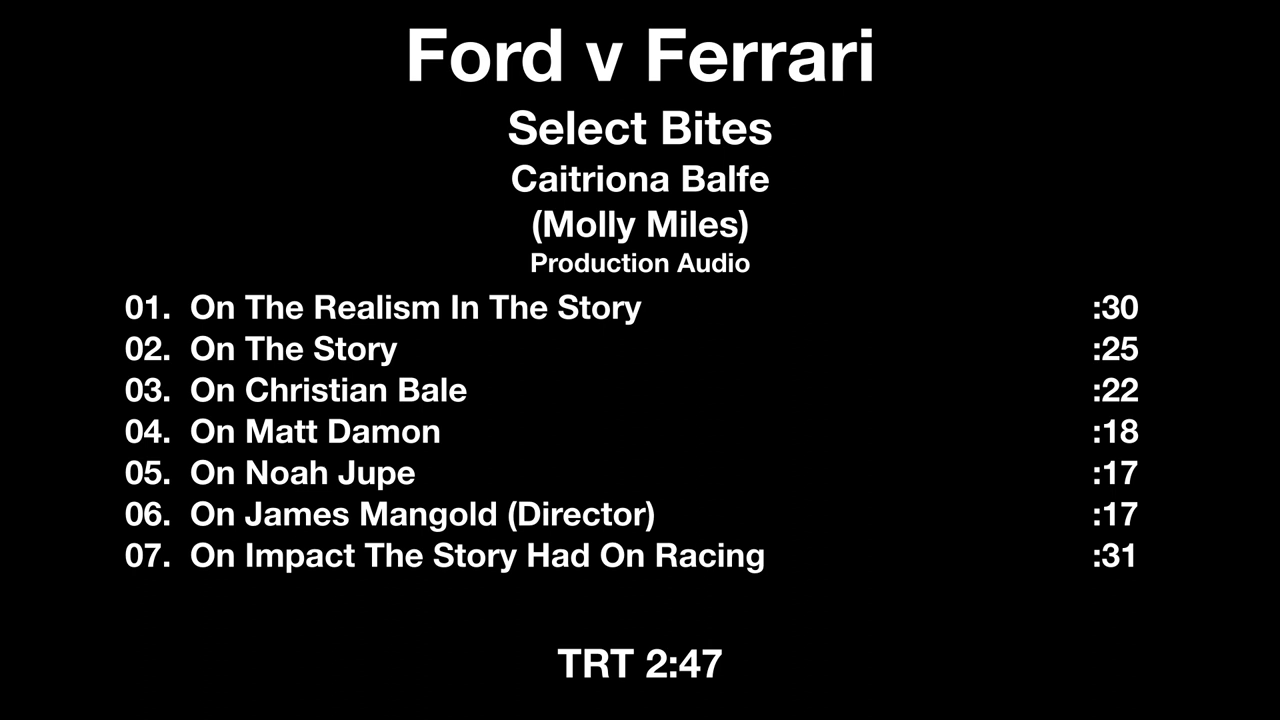 Ford v Ferrari
Select Bites
Caitriona Balfe
(Molly Miles)
Production Audio
01. On The Realism In The Story :30
02. On The Story :25
03. On Christian Bale :22
04. On Matt Damon :18
05. On Noah Jupe :17
06. On James Mangold (Director) :17
07. On Impact The Story Had On Racing :31
TRT 2:47